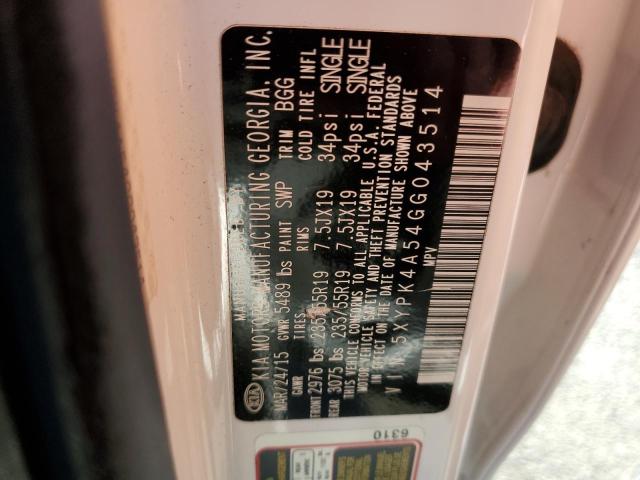 KIA KIA MOTORS MANUFACTURING GEORGIA, INC.
MAR/24/15 GVWR 5489 lbs PAINT SWP TRIM BGG
GAWR TIRES RIMS COLD TIRE INFL
FRONT 2976 lbs 235/55R19 7.5JX19 34psi SINGLE
REAR 3075 lbs 235/55R19 7.5JX19 34psi SINGLE
THIS VEHICLE CONFORMS TO ALL APPLICABLE U.S.A. FEDERAL
MOTOR VEHICLE SAFETY AND THEFT PREVENTION STANDARDS
IN EFFECT ON THE DATE OF MANUFACTURE SHOWN ABOVE
VIN: 5XYPK4A54GG043514
MPV
6310